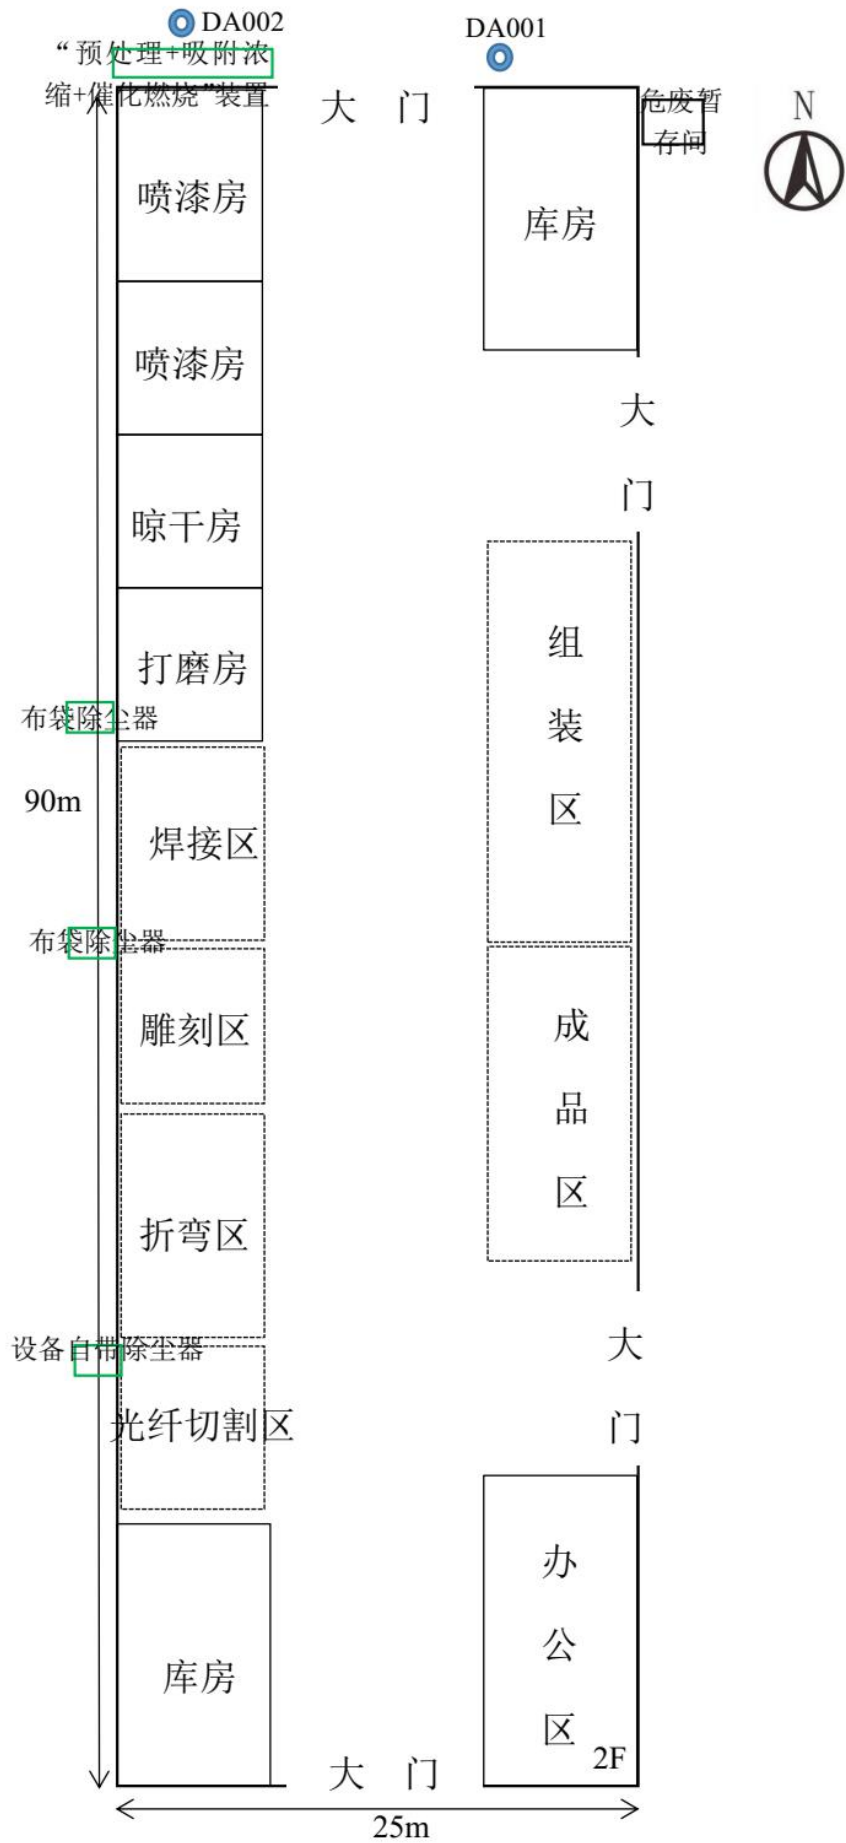 DA002
DA001
“预处理+吸附浓
缩+催化燃烧”装置
大 门
危废暂
存间
N
喷漆房
库房
喷漆房
大
门
晾干房
组
装
区
打磨房
布袋除尘器
90m
焊接区
布袋除尘器
雕刻区
成
品
区
折弯区
设备自带除尘器
大
门
光纤切割区
办
公
区
2F
库房
大 门
25m